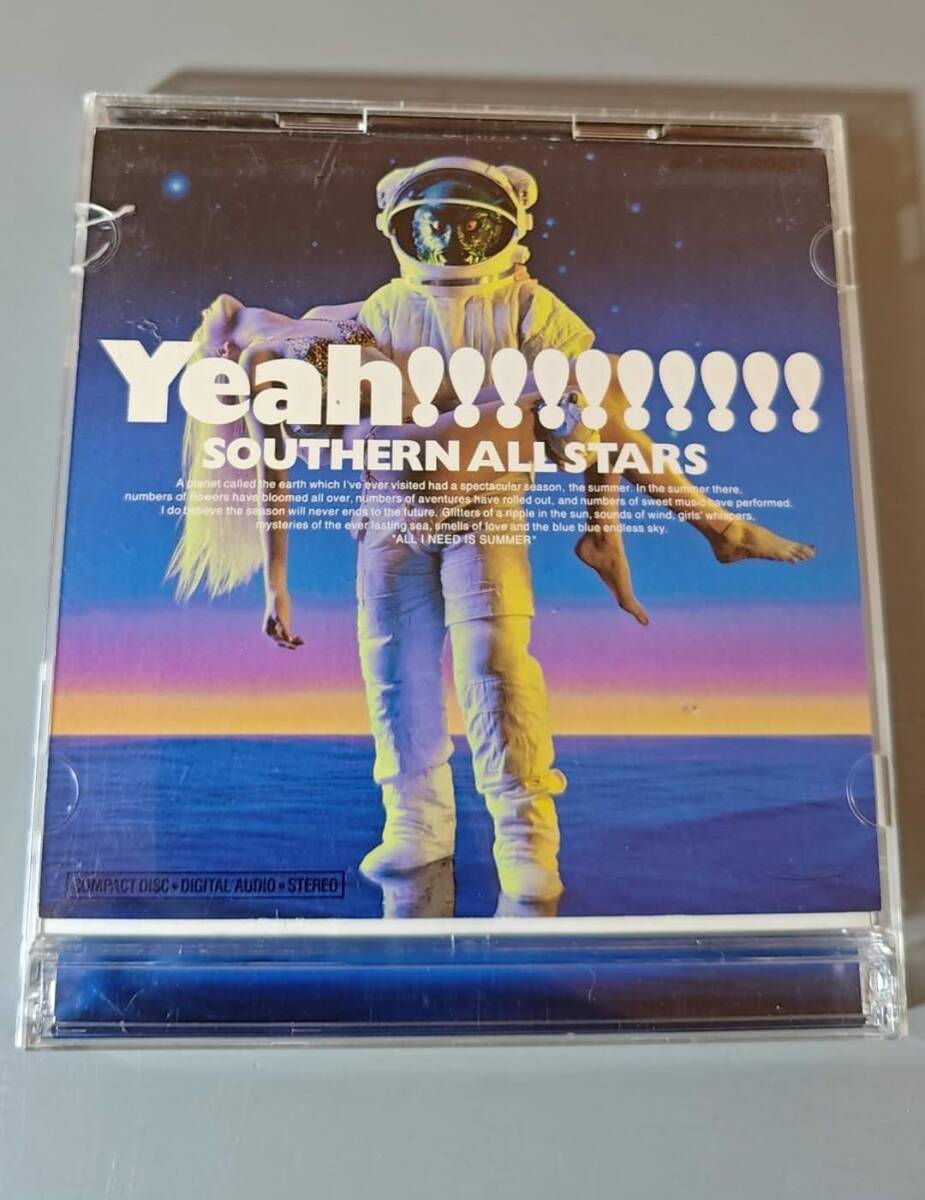 Yeah!!!!!!!!!!
SOUTHERN ALL STARS
A planet called the earth which I've ever visited had a spectacular season, the summer. In the summer there,
numbers of flowers have bloomed all over, numbers of aventures have rolled out, and numbers of sweet music have performed.
I do believe the season will never ends to the future. Glitters of a ripple in the sun, sounds of wind, girls' whispers,
mysteries of the ever lasting sea, smells of love and the blue blue endless sky.
"ALL I NEED IS SUMMER"
COMPACT DISC • DIGITAL AUDIO • STEREO